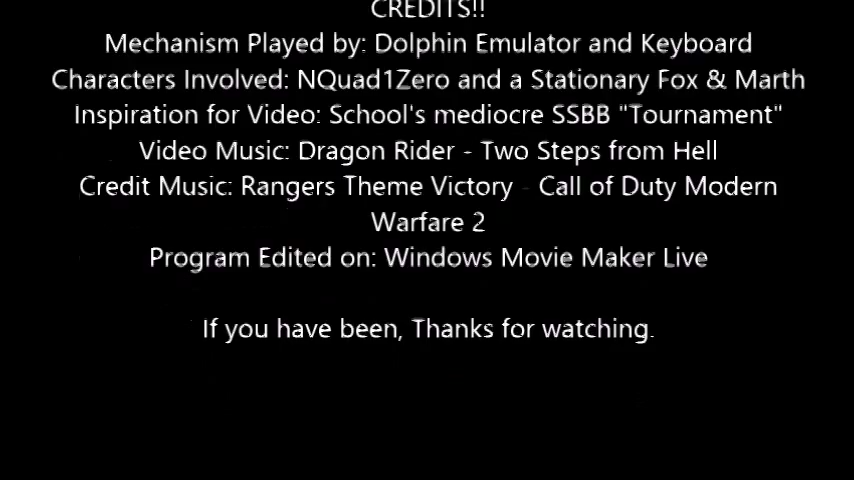 CREDITS!!
Mechanism Played by: Dolphin Emulator and Keyboard
Characters Involved: NQuad1Zero and a Stationary Fox & Marth
Inspiration for Video: School's mediocre SSBB "Tournament"
Video Music: Dragon Rider - Two Steps from Hell
Credit Music: Rangers Theme Victory - Call of Duty Modern
Warfare 2
Program Edited on: Windows Movie Maker Live
If you have been, Thanks for watching.